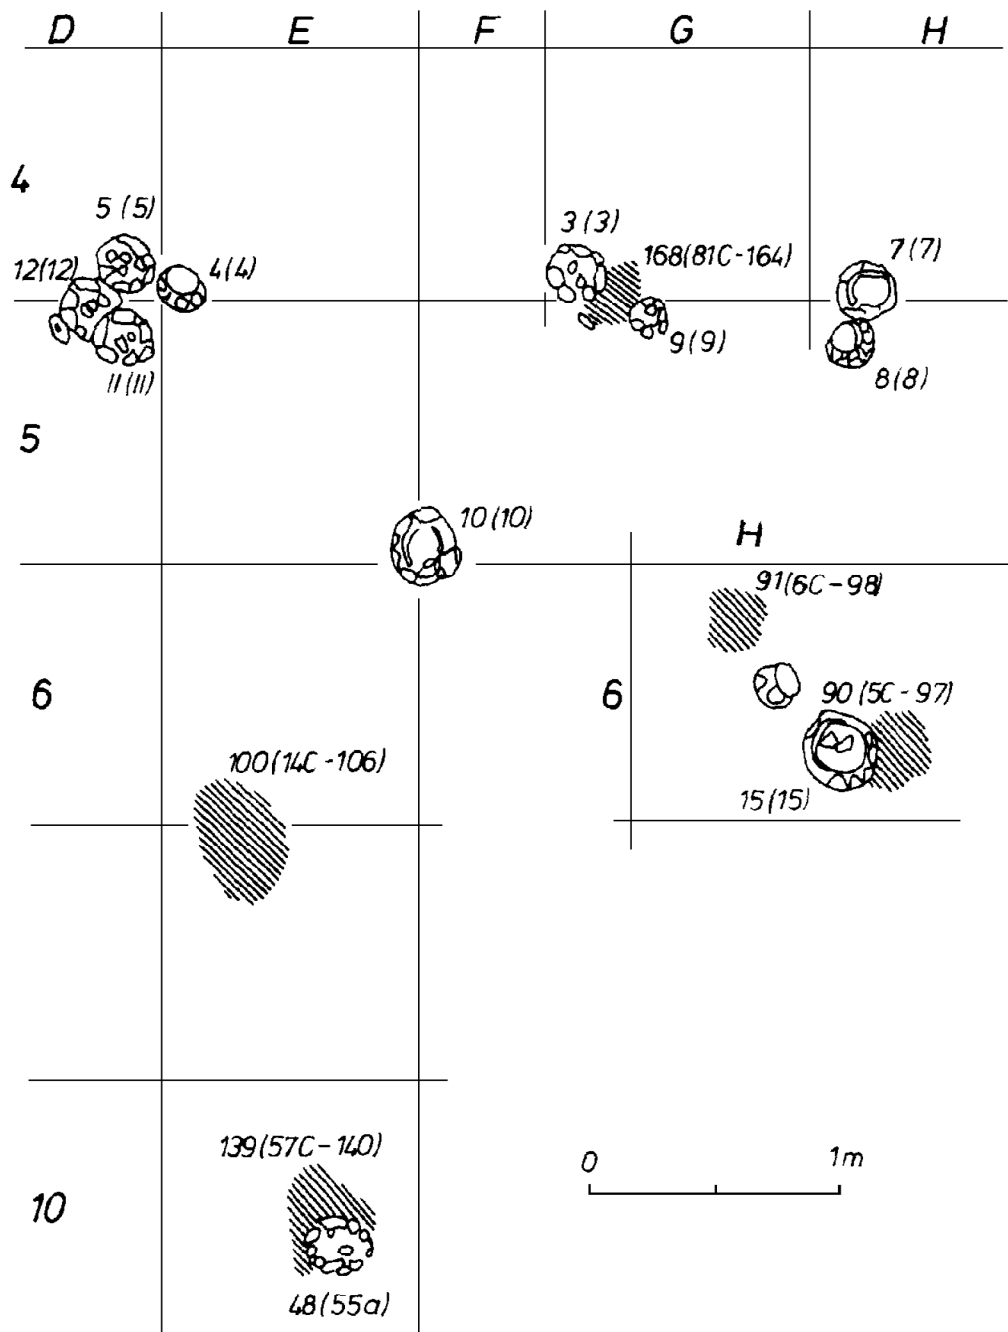 D E F G H
4
5 (5)
3 (3)
12(12)
4(4)
168(81C-164)
7(7)
9(9)
11(11)
8(8)
5
10(10)
H
91(6C-98)
6
6
90(5C-97)
100(14C-106)
15(15)
139(57C-140)
0 1m
10
48(55a)